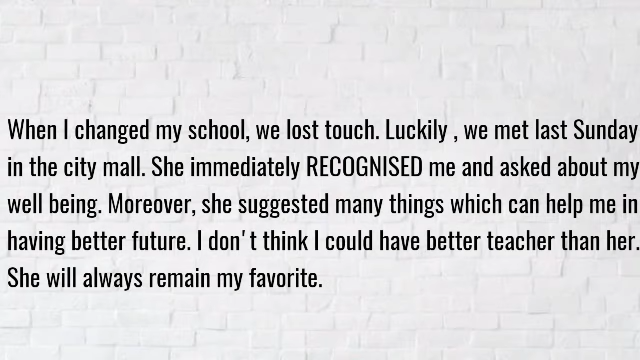 When I changed my school, we lost touch. Luckily , we met last Sunday
in the city mall. She immediately RECOGNISED me and asked about my
well being. Moreover, she suggested many things which can help me in
having better future. I don't think I could have better teacher than her.
She will always remain my favorite.